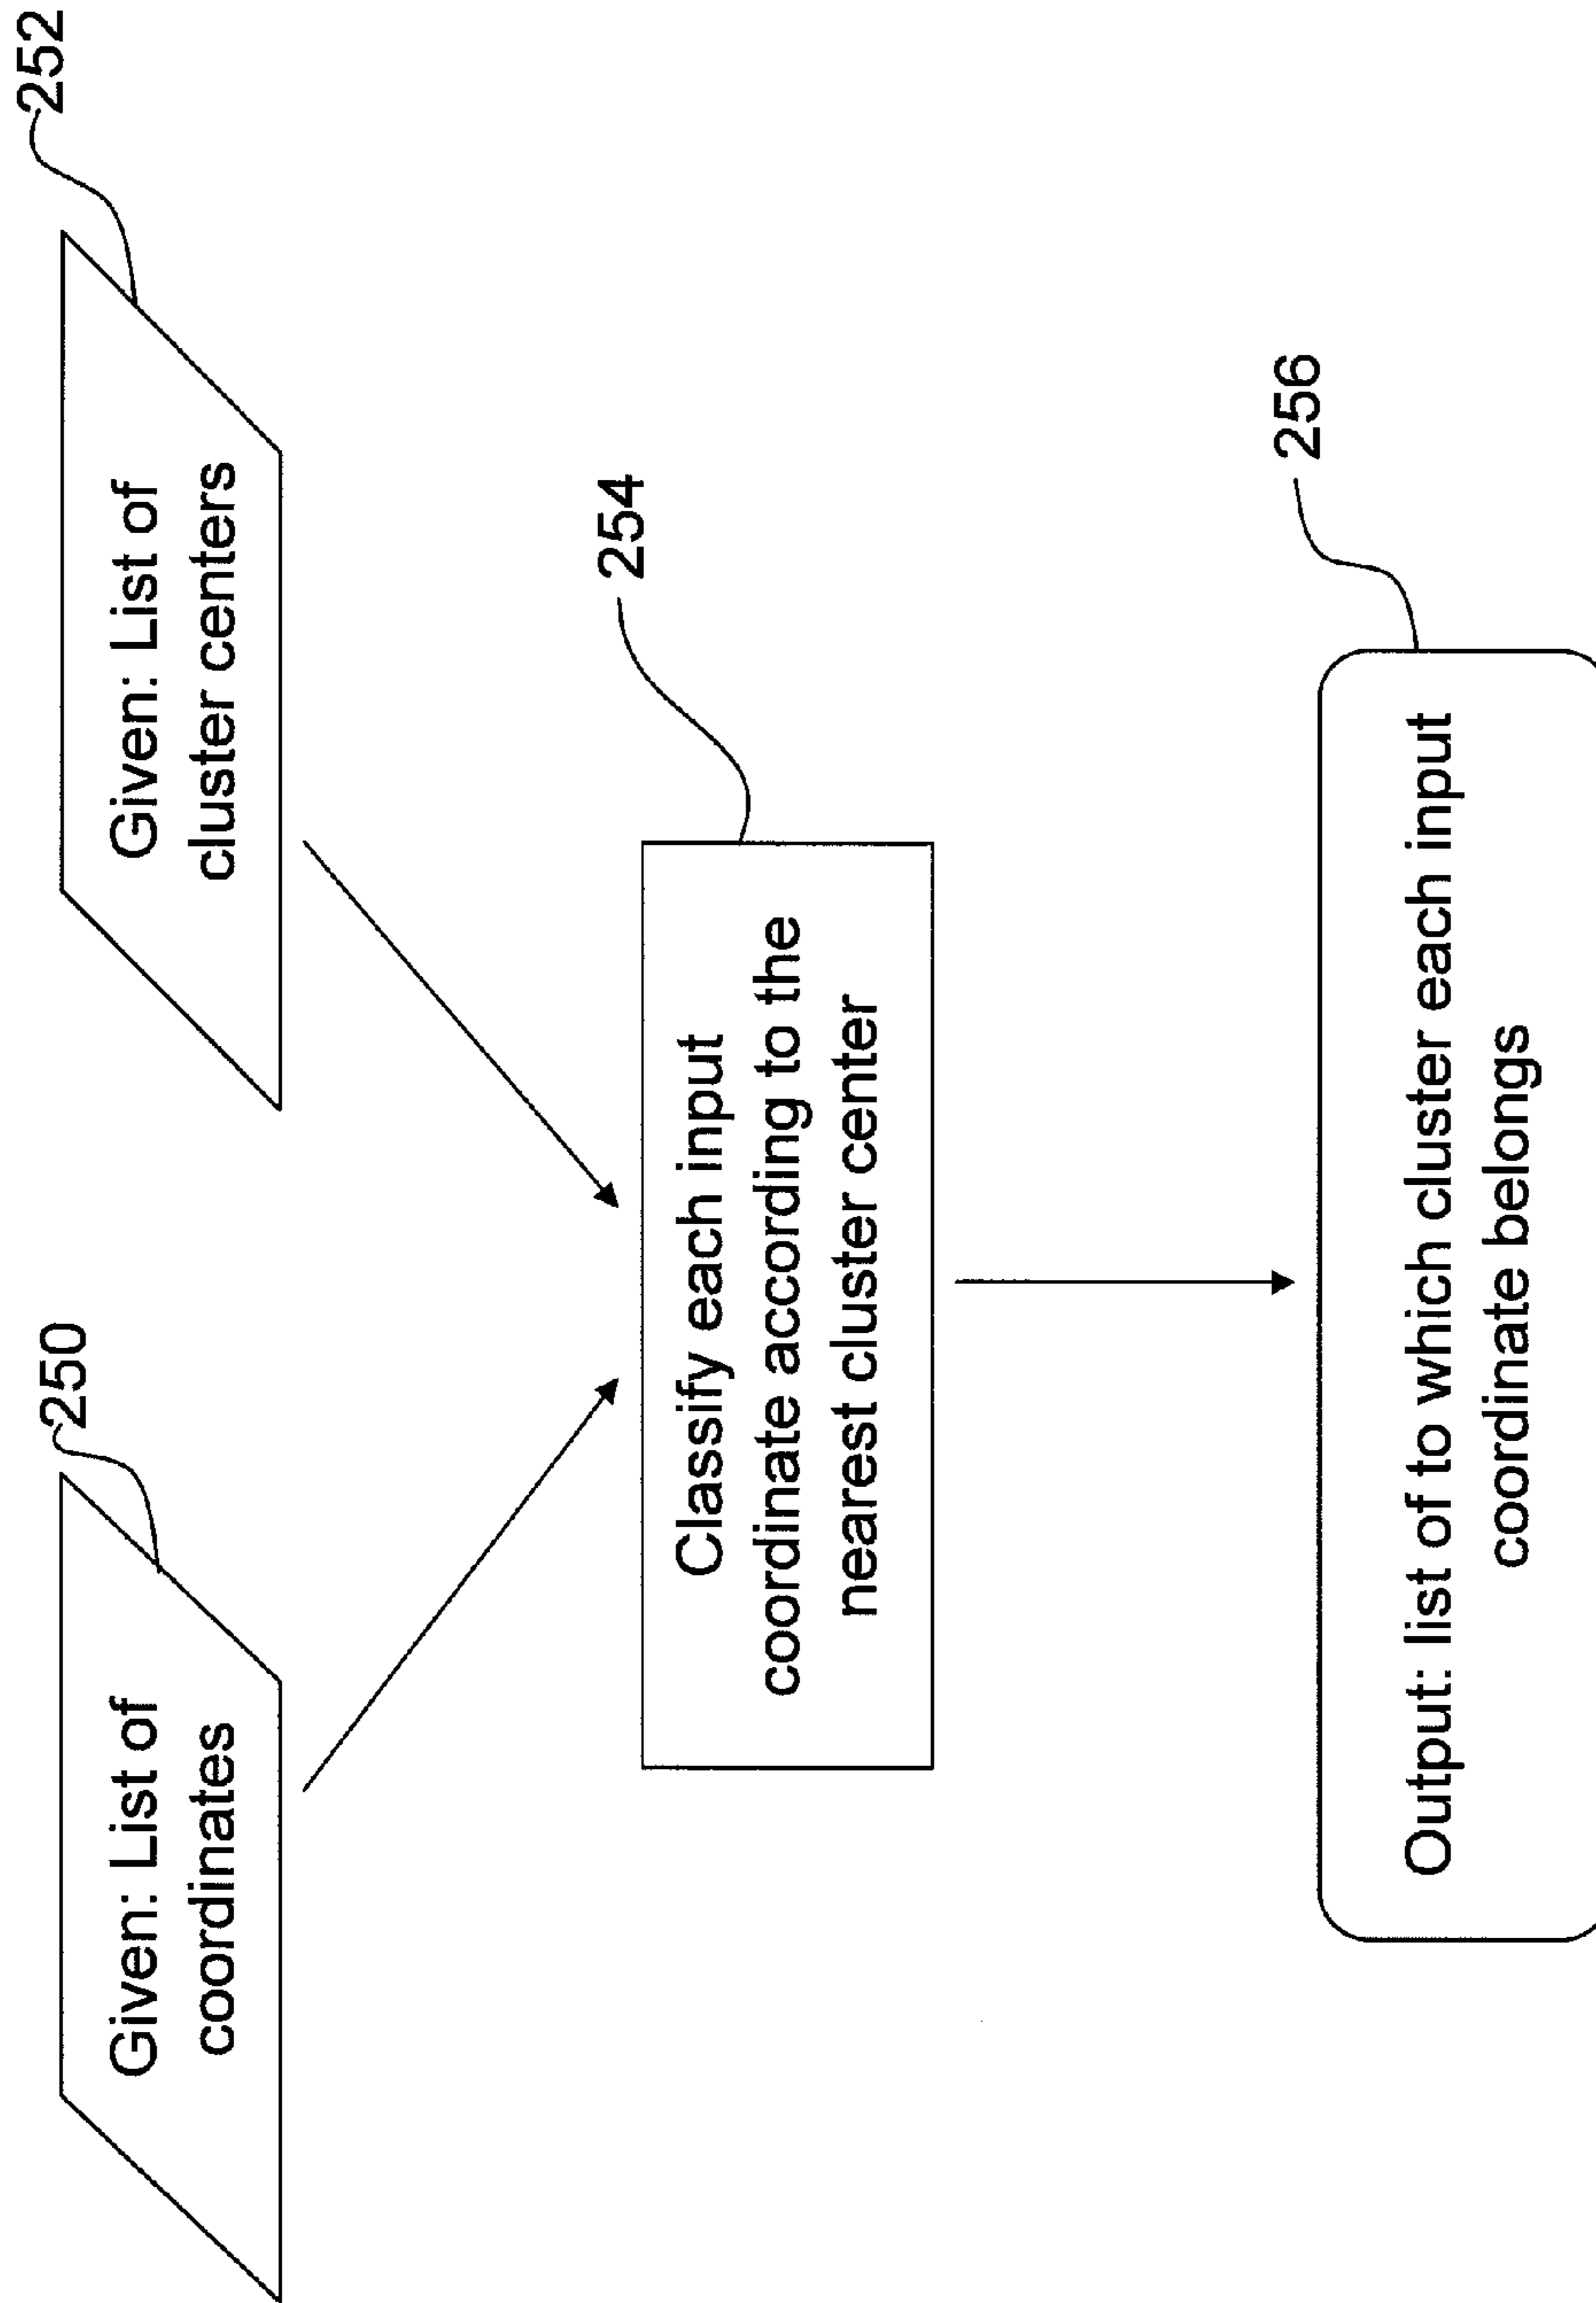 250
Given: List of
coordinates
252
Given: List of
cluster centers
254
Classify each input
coordinate according to the
nearest cluster center
256
Output: list of to which cluster each input
coordinate belongs